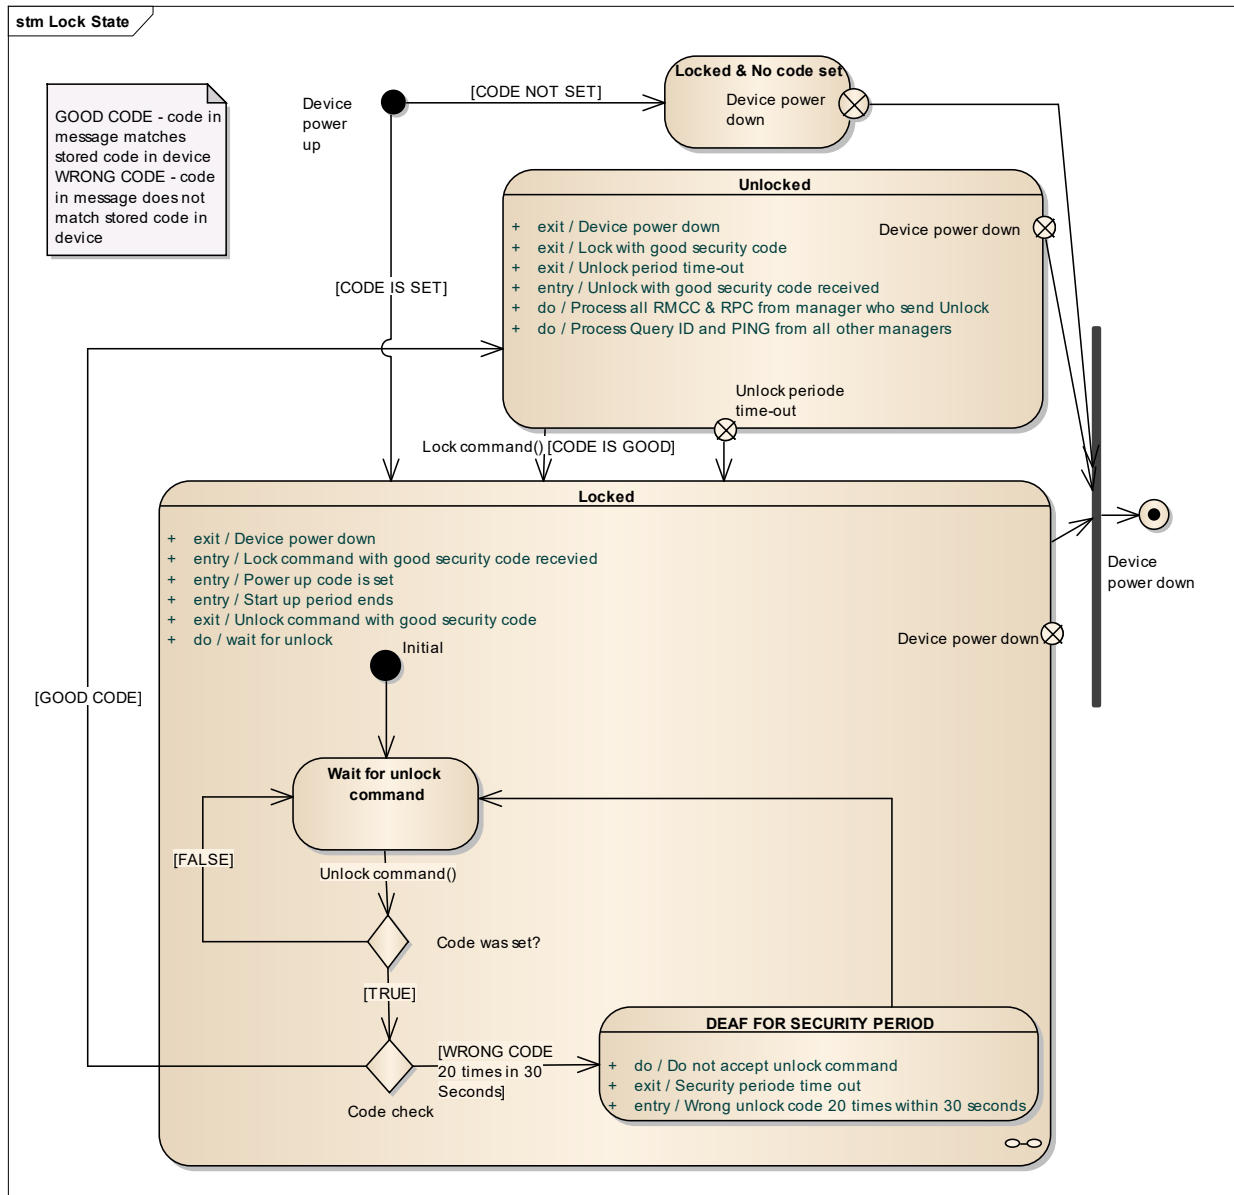 stm Lock State
GOOD CODE - code in
message matches
stored code in device
WRONG CODE - code
in message does not
match stored code in
device
Device
power
up
[CODE NOT SET]
Locked & No code set
Device power
down
Unlocked
+ exit / Device power down
+ exit / Lock with good security code
+ exit / Unlock period time-out
+ entry / Unlock with good security code received
+ do / Process all RMCC & RPC from manager who send Unlock
+ do / Process Query ID and PING from all other managers
Device power down
[CODE IS SET]
Unlock periode
time-out
Lock command() [CODE IS GOOD]
Locked
+ exit / Device power down
+ entry / Lock command with good security code recevied
+ entry / Power up code is set
+ entry / Start up period ends
+ exit / Unlock command with good security code
+ do / wait for unlock
Device
power down
Device power down
Initial
[GOOD CODE]
Wait for unlock
command
[FALSE]
Unlock command()
Code was set?
[TRUE]
[WRONG CODE
20 times in 30
Seconds]
Code check
DEAF FOR SECURITY PERIOD
+ do / Do not accept unlock command
+ exit / Security periode time out
+ entry / Wrong unlock code 20 times within 30 seconds